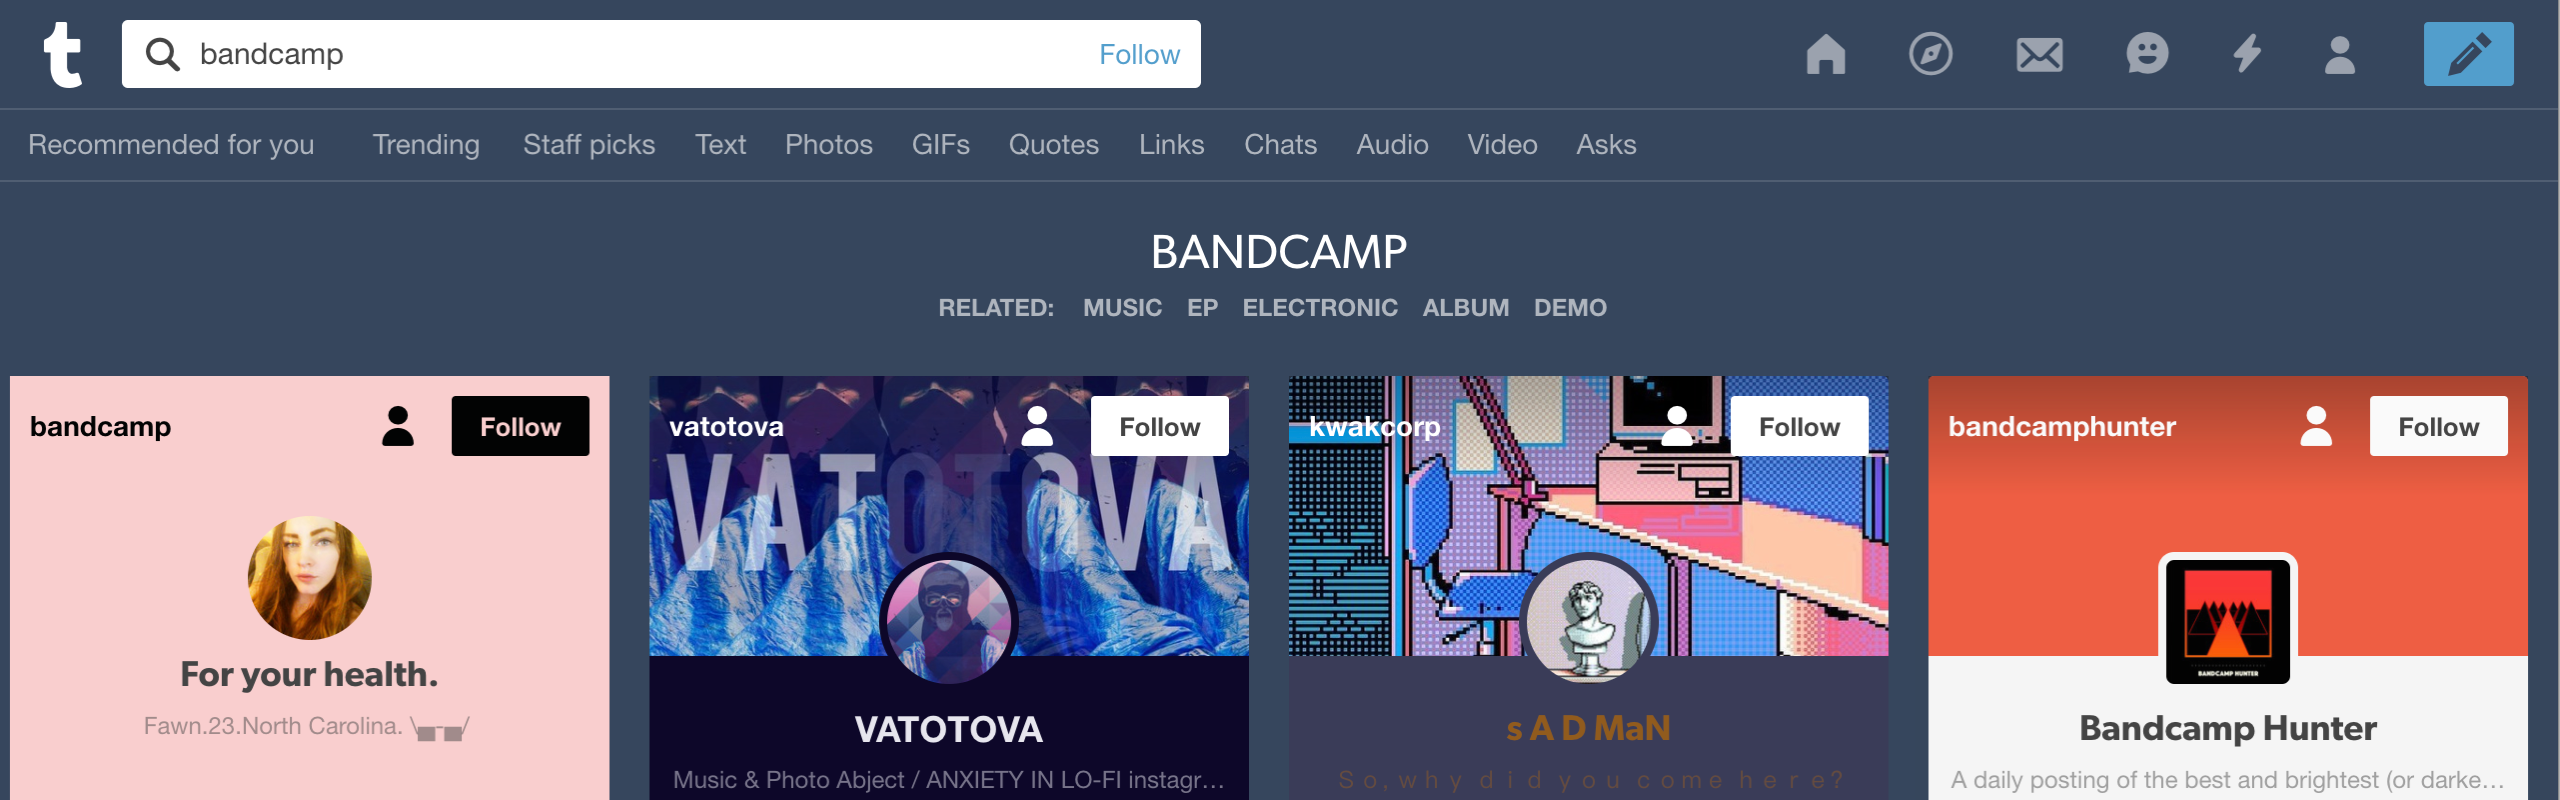 t
bandcamp Follow
Recommended for you Trending Staff picks Text Photos GIFs Quotes Links Chats Audio Video Asks
BANDCAMP
RELATED: MUSIC EP ELECTRONIC ALBUM DEMO
bandcamp Follow
For your health.
Fawn.23.North Carolina. \▄-▄/
vatotova Follow
VATOTOVA
VATOTOVA
Music & Photo Abject / ANXIETY IN LO-FI instagr…
kwakcorp Follow
s A D MaN
S o , w h y d i d y o u c o m e h e r e ?
bandcamphunter Follow
BANDCAMP HUNTER
Bandcamp Hunter
A daily posting of the best and brightest (or darke…